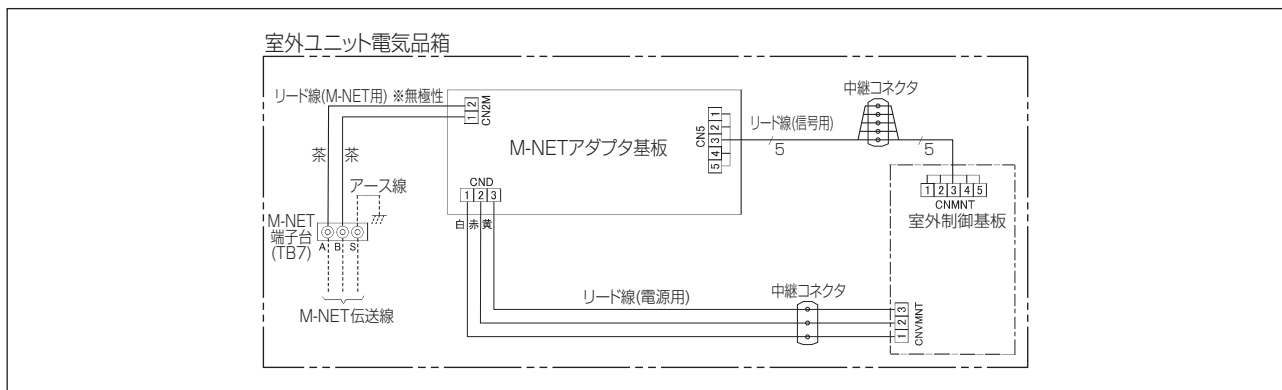 室外ユニット電気品箱
リード線(M-NET用) ※無極性
中継コネクタ
1 2
CN2M
M-NETアダプタ基板
CN5
5 4 3 2 1
リード線(信号用)
5
5
茶
茶
アース線
CND
1 2 3
白 赤 黄
1 2 3 4 5
CNMNT
室外制御基板
M-NET
端子台
(TB7)
A B S
M-NET伝送線
リード線(電源用)
中継コネクタ
1 2 3
CNVMNT